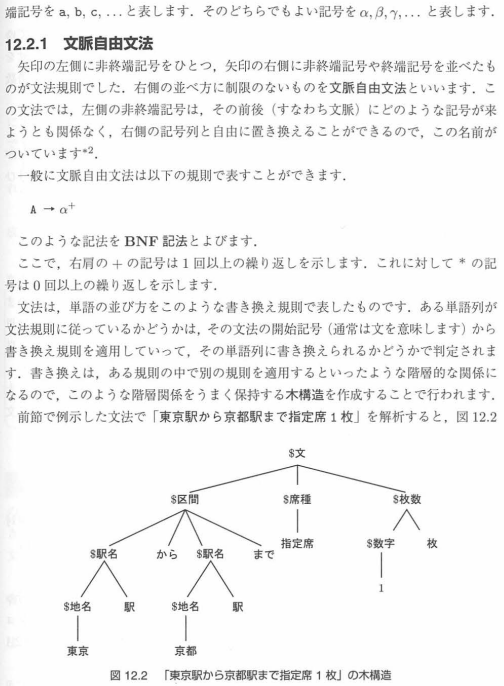 端記号を a, b, c, ... と表します．そのどちらでもよい記号を α, β, γ, ... と表します．
12.2.1 文脈自由文法
矢印の左側に非終端記号をひとつ，矢印の右側に非終端記号や終端記号を並べたも
のが文法規則でした．右側の並べ方に制限のないものを文脈自由文法といいます．こ
の文法では，左側の非終端記号は，その前後（すなわち文脈）にどのような記号が来
ようとも関係なく，右側の記号列と自由に置き換えることができるので，この名前が
ついています*2．
一般に文脈自由文法は以下の規則で表すことができます．
A → α+
このような記法を BNF 記法とよびます．
ここで，右肩の + の記号は 1 回以上の繰り返しを示します．これに対して * の記
号は 0 回以上の繰り返しを示します．
文法は，単語の並び方をこのような書き換え規則で表したものです．ある単語列が
文法規則に従っているかどうかは，その文法の開始記号（通常は文を意味します）から
書き換え規則を適用していって，その単語列に書き換えられるかどうかで判定されま
す．書き換えは，ある規則の中で別の規則を適用するといったような階層的な関係に
なるので，このような階層関係をうまく保持する木構造を作成することで行われます．
前節で例示した文法で「東京駅から京都駅まで指定席 1 枚」を解析すると，図 12.2
$文
$区間 $席種 $枚数
$駅名 から $駅名 まで 指定席 $数字 枚
$地名 駅 $地名 駅 1
東京 京都
図 12.2 「東京駅から京都駅まで指定席 1 枚」の木構造